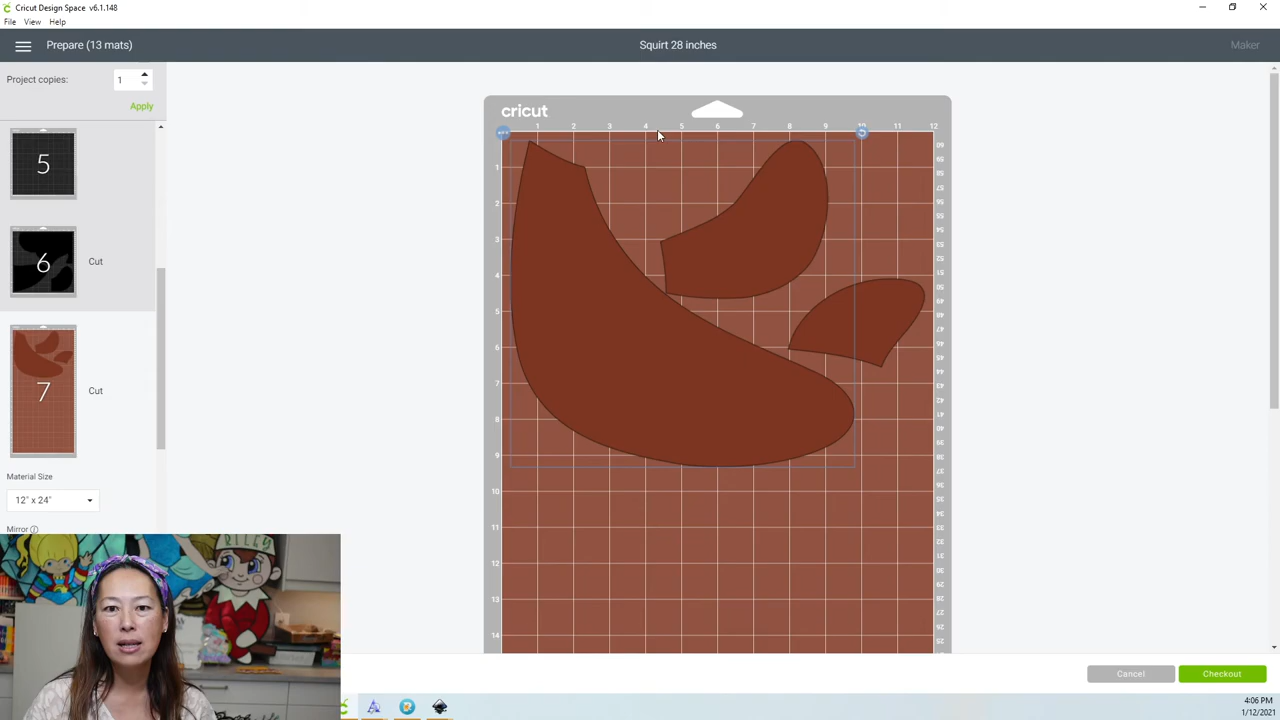 Cricut Design Space v6.1.148
File View Help
Prepare (13 mats)
Squirt 28 inches
Maker
Project copies:
1
Apply
5
6
Cut
7
Cut
Material Size
12" x 24"
Mirror
cricut
1 2 3 4 5 6 7 8 9 10 11 12
1
2
3
4
5
6
7
8
9
10
11
12
13
14
RILEY
Cancel
Checkout
4:06 PM
1/12/2021